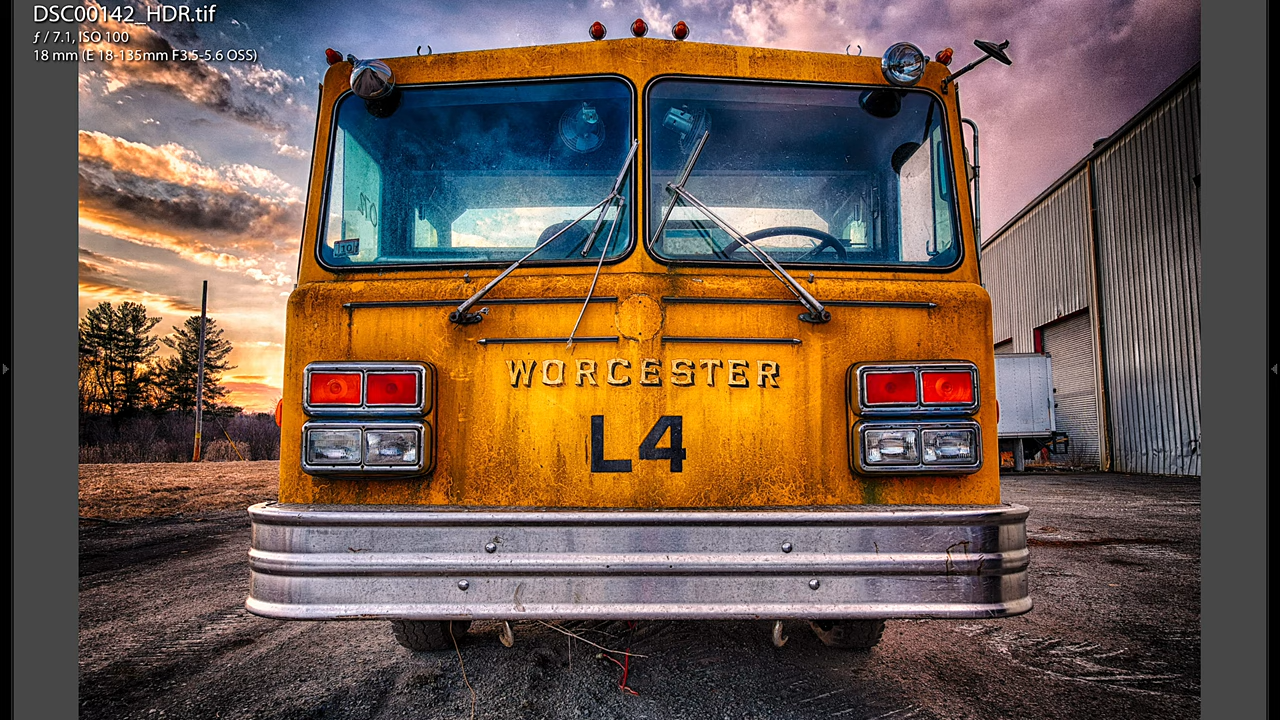 DSC00142_HDR.tif
ƒ / 7.1, ISO 100
18 mm (E 18-135mm F3.5-5.6 OSS)
WORCESTER
L4